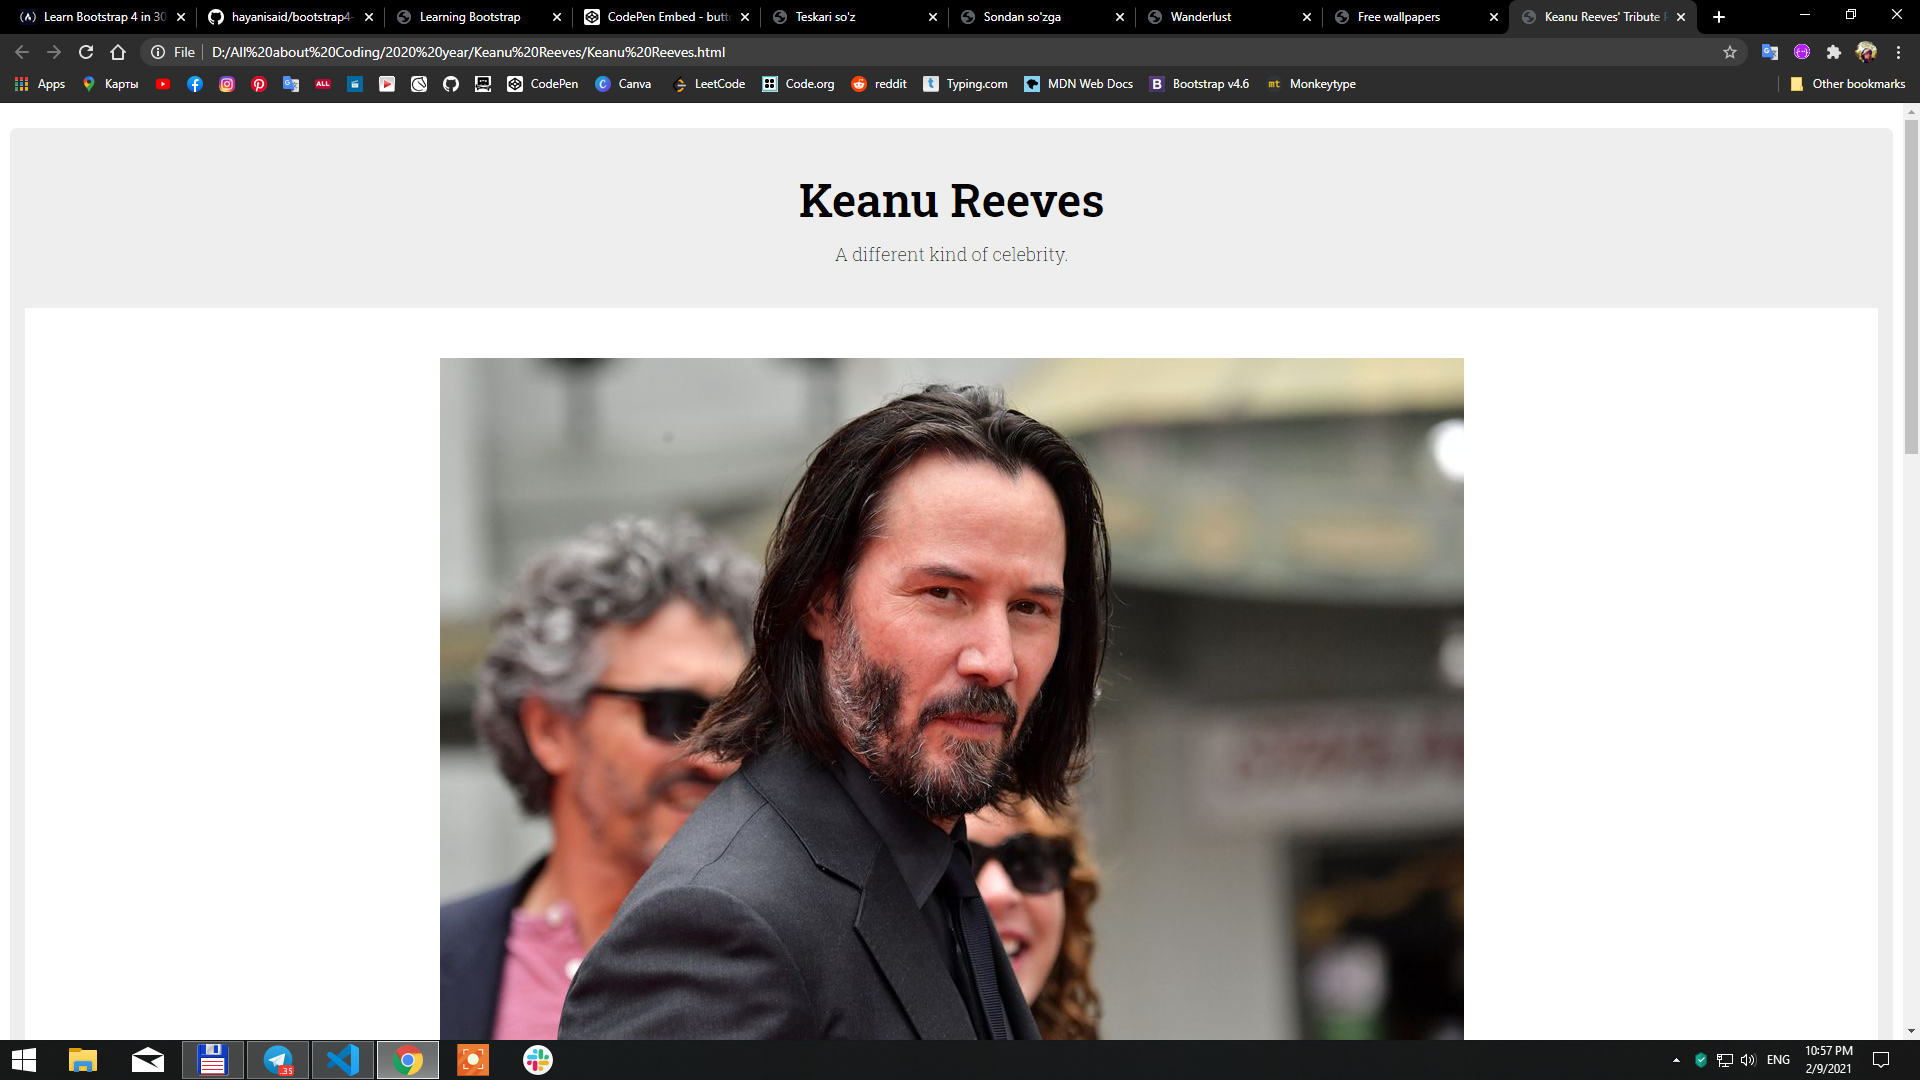 Learn Bootstrap 4 in 30
hayanisaid/bootstrap4-
Learning Bootstrap
CodePen Embed - butt
Teskari so'z
Sondan so'zga
Wanderlust
Free wallpapers
Keanu Reeves' Tribute P
File
D:/All%20about%20Coding/2020%20year/Keanu%20Reeves/Keanu%20Reeves.html
Apps
Карты
ALL
CodePen
C
Canva
LeetCode
Code.org
reddit
t
Typing.com
MDN Web Docs
B
Bootstrap v4.6
mt
Monkeytype
Other bookmarks
Keanu Reeves
A different kind of celebrity.
35
ENG
10:57 PM
2/9/2021